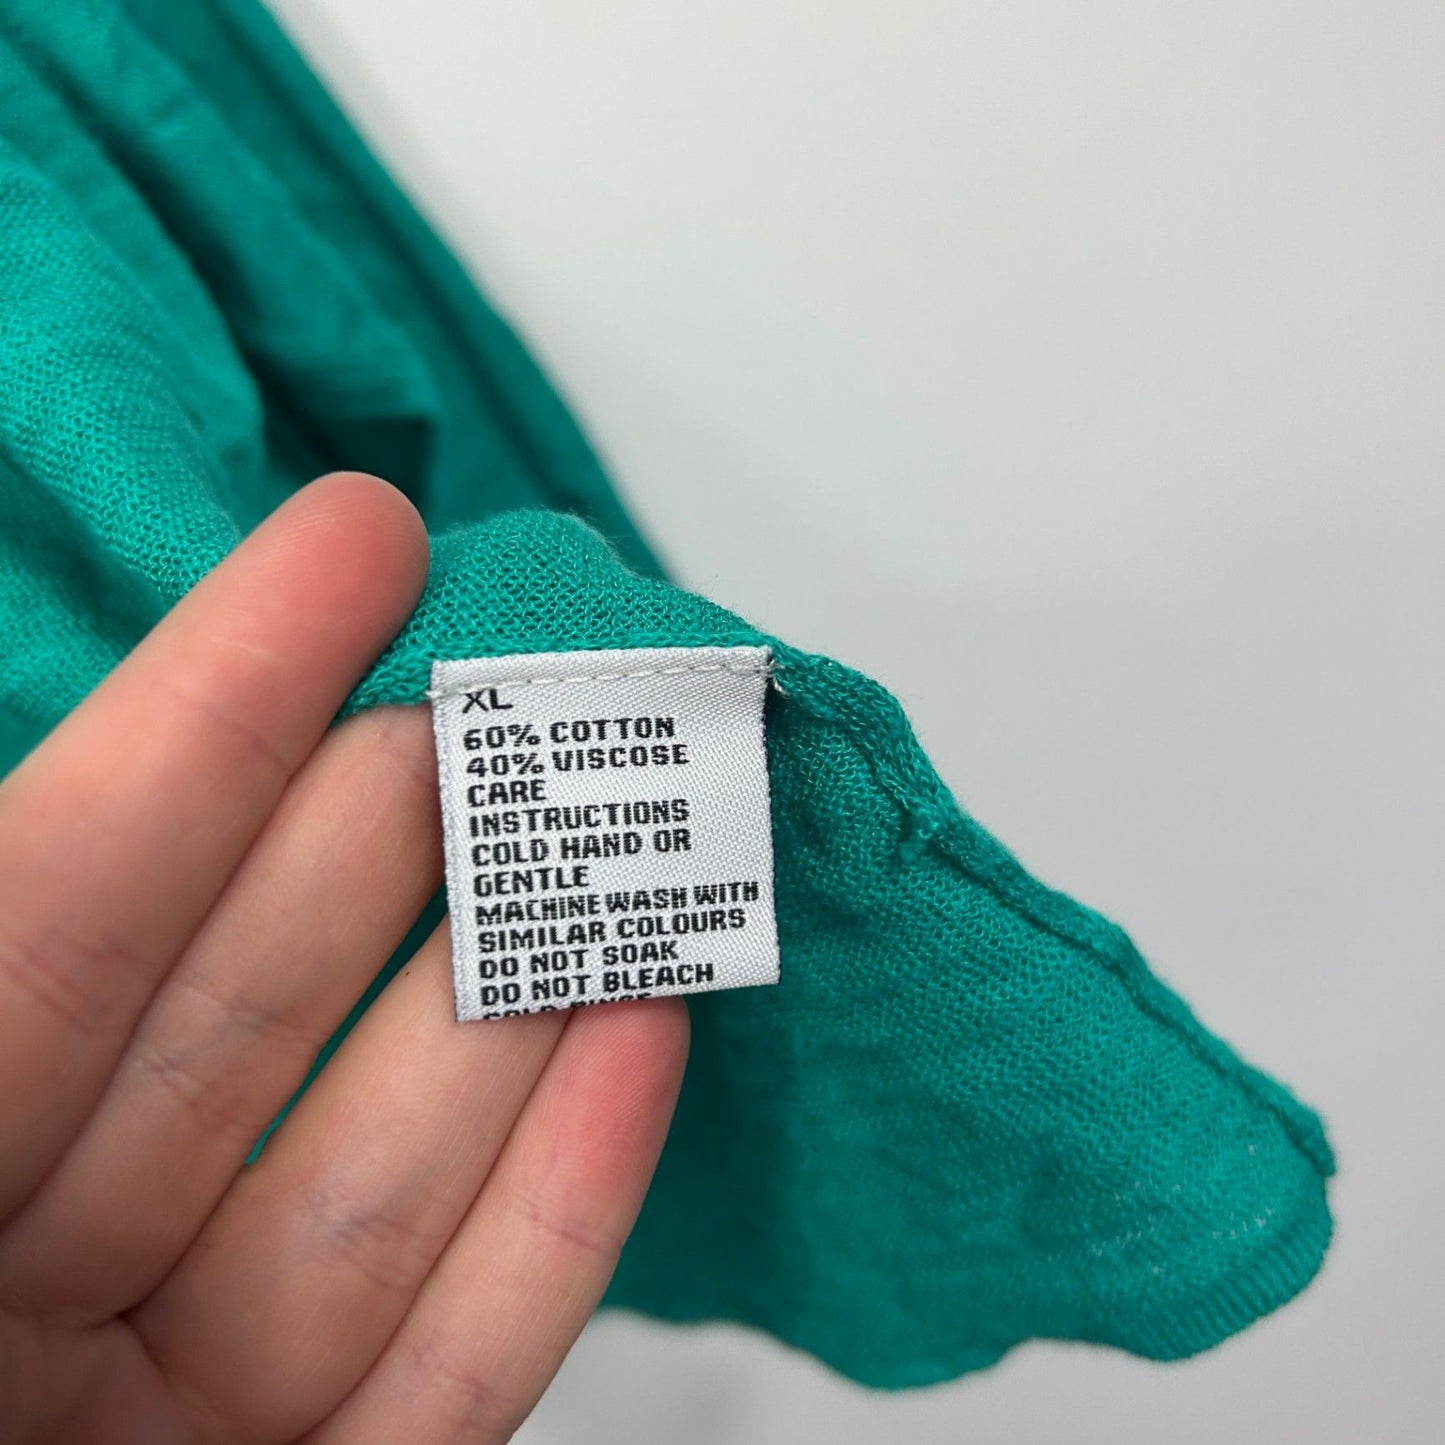 XL
60% COTTON
40% VISCOSE
CARE
INSTRUCTIONS
COLD HAND OR
GENTLE
MACHINE WASH WITH
SIMILAR COLOURS
DO NOT SOAK
DO NOT BLEACH